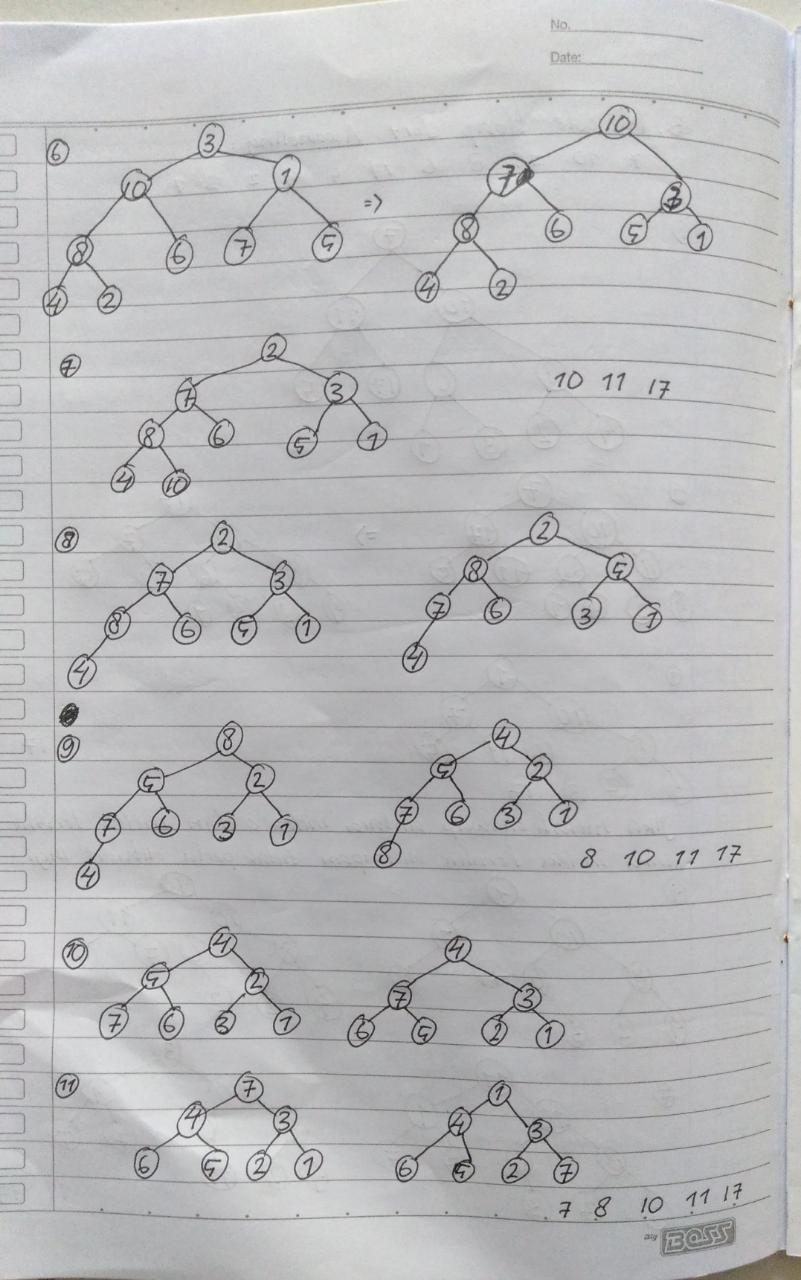 No.
Date:
6
3 10
10 1 => 7 3
8 6 7 5 8 6 5 1
4 2 4 2
7
2
7 3 10 11 17
8 6 5 1
4 10
8
2 2
7 3 8 5
8 6 5 1 7 6 3 1
4 4
9
8 4
5 2 5 2
7 6 3 1 7 6 3 1
4 8
8 10 11 17
10
4 4
5 2 7 3
7 6 3 1 6 5 2 1
11
7 1
4 3 4 3
6 5 2 1 6 5 2 7
7 8 10 11 17
BOSS